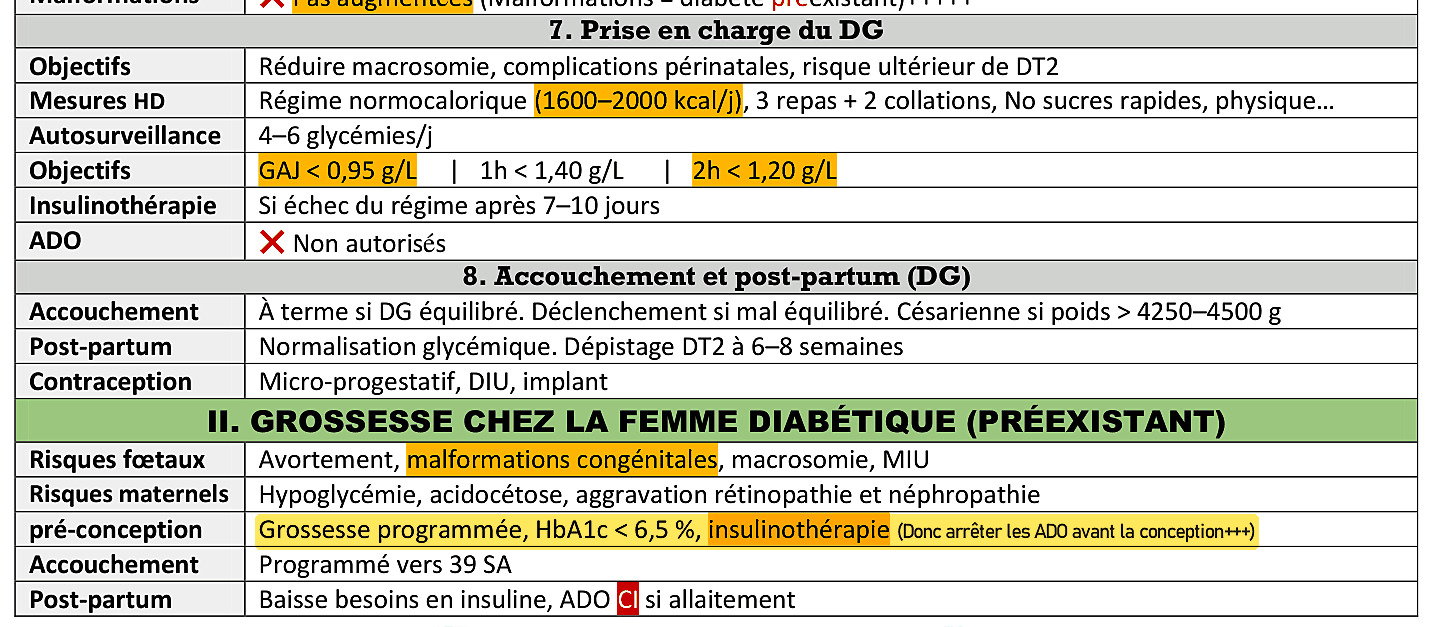 Malformations ❌ Pas augmentées (Malformations = diabète préexistant)+++++
7. Prise en charge du DG
Objectifs Réduire macrosomie, complications périnatales, risque ultérieur de DT2
Mesures HD Régime normocalorique (1600–2000 kcal/j), 3 repas + 2 collations, No sucres rapides, physique…
Autosurveillance 4–6 glycémies/j
Objectifs GAJ < 0,95 g/L | 1h < 1,40 g/L | 2h < 1,20 g/L
Insulinothérapie Si échec du régime après 7–10 jours
ADO ❌ Non autorisés
8. Accouchement et post-partum (DG)
Accouchement À terme si DG équilibré. Déclenchement si mal équilibré. Césarienne si poids > 4250–4500 g
Post-partum Normalisation glycémique. Dépistage DT2 à 6–8 semaines
Contraception Micro-progestatif, DIU, implant
II. GROSSESSE CHEZ LA FEMME DIABÉTIQUE (PRÉEXISTANT)
Risques fœtaux Avortement, malformations congénitales, macrosomie, MIU
Risques maternels Hypoglycémie, acidocétose, aggravation rétinopathie et néphropathie
pré-conception Grossesse programmée, HbA1c < 6,5 %, insulinothérapie (Donc arrêter les ADO avant la conception+++)
Accouchement Programmé vers 39 SA
Post-partum Baisse besoins en insuline, ADO CI si allaitement